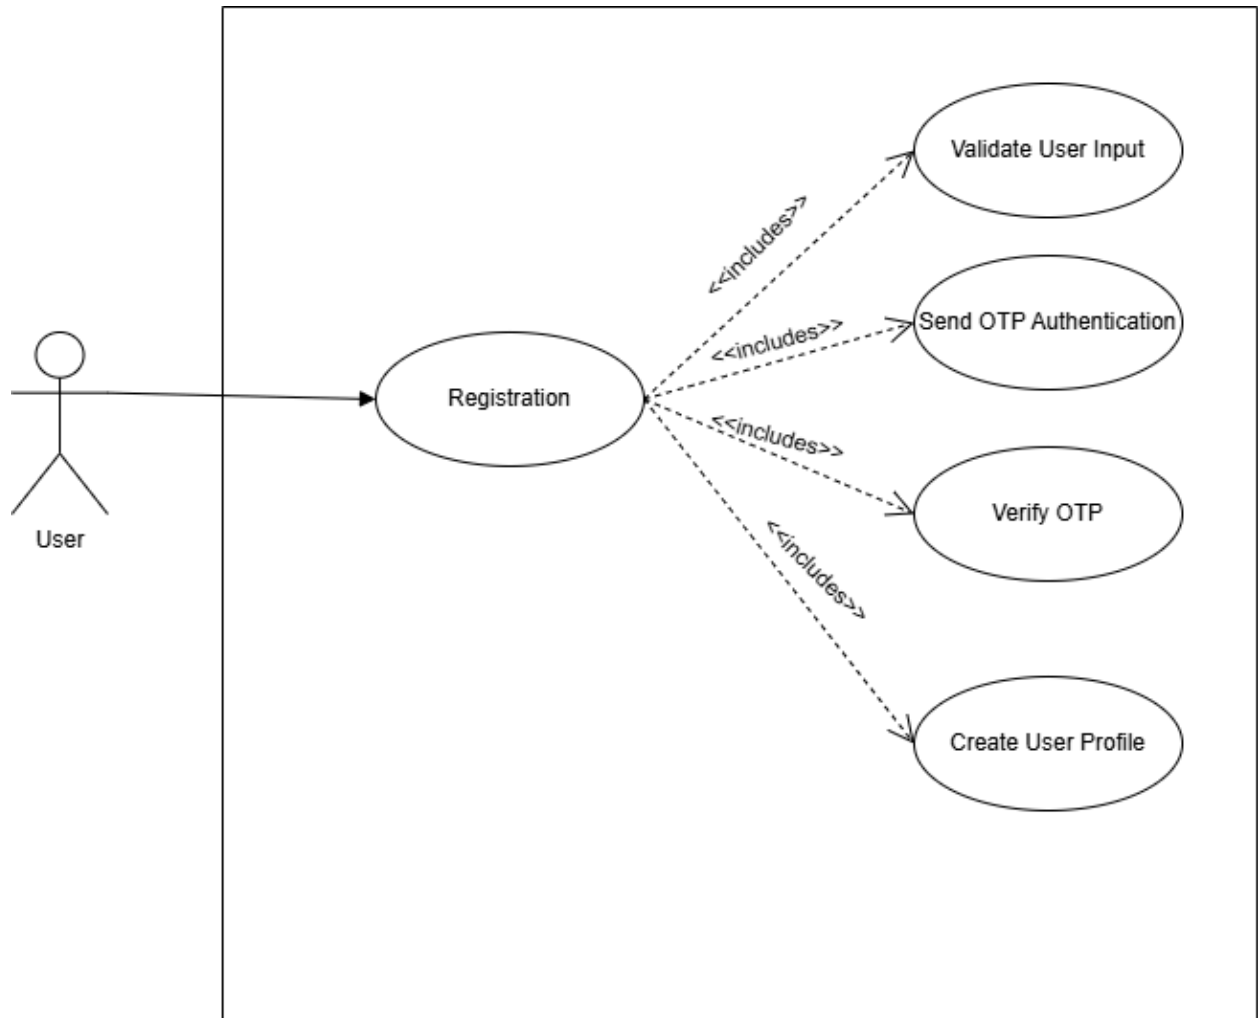 Validate User Input
<<includes>>
Send OTP Authentication
<<includes>>
Registration
<<includes>>
Verify OTP
User
<<includes>>
Create User Profile